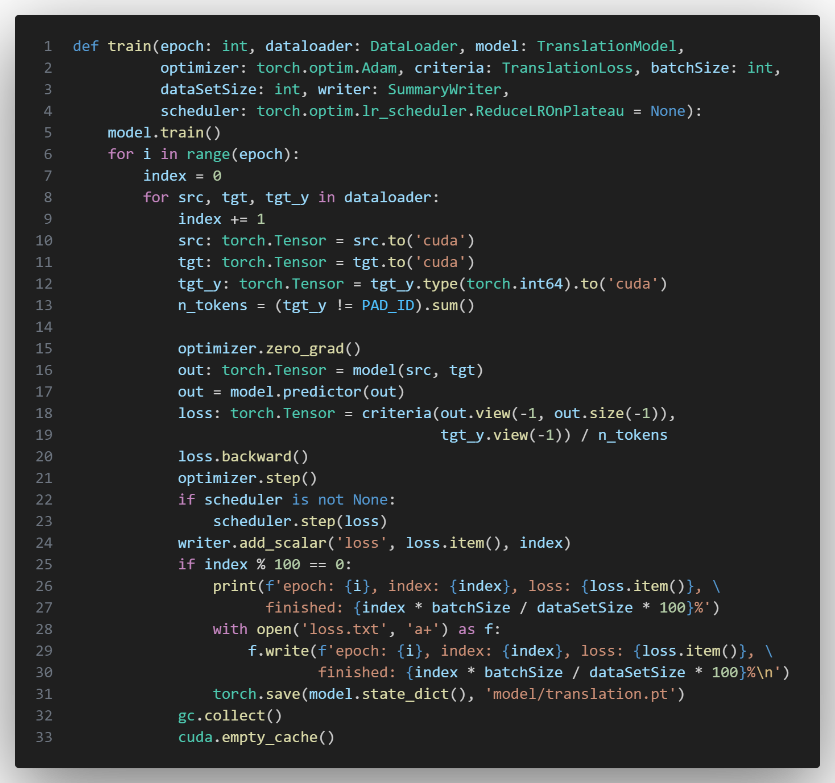 1 def train(epoch: int, dataloader: DataLoader, model: TranslationModel,
2           optimizer: torch.optim.Adam, criteria: TranslationLoss, batchSize: int,
3           dataSetSize: int, writer: SummaryWriter,
4           scheduler: torch.optim.lr_scheduler.ReduceLROnPlateau = None):
5     model.train()
6     for i in range(epoch):
7         index = 0
8         for src, tgt, tgt_y in dataloader:
9             index += 1
10             src: torch.Tensor = src.to('cuda')
11             tgt: torch.Tensor = tgt.to('cuda')
12             tgt_y: torch.Tensor = tgt_y.type(torch.int64).to('cuda')
13             n_tokens = (tgt_y != PAD_ID).sum()
14
15             optimizer.zero_grad()
16             out: torch.Tensor = model(src, tgt)
17             out = model.predictor(out)
18             loss: torch.Tensor = criteria(out.view(-1, out.size(-1)),
19                                           tgt_y.view(-1)) / n_tokens
20             loss.backward()
21             optimizer.step()
22             if scheduler is not None:
23                 scheduler.step(loss)
24             writer.add_scalar('loss', loss.item(), index)
25             if index % 100 == 0:
26                 print(f'epoch: {i}, index: {index}, loss: {loss.item()}, \
27                       finished: {index * batchSize / dataSetSize * 100}%')
28                 with open('loss.txt', 'a+') as f:
29                     f.write(f'epoch: {i}, index: {index}, loss: {loss.item()}, \
30                             finished: {index * batchSize / dataSetSize * 100}%\n')
31                 torch.save(model.state_dict(), 'model/translation.pt')
32             gc.collect()
33             cuda.empty_cache()